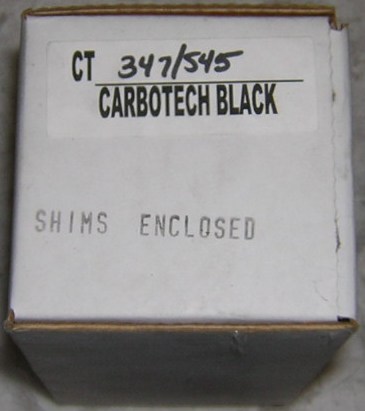 CT 347/545
CARBOTECH BLACK
SHIMS ENCLOSED